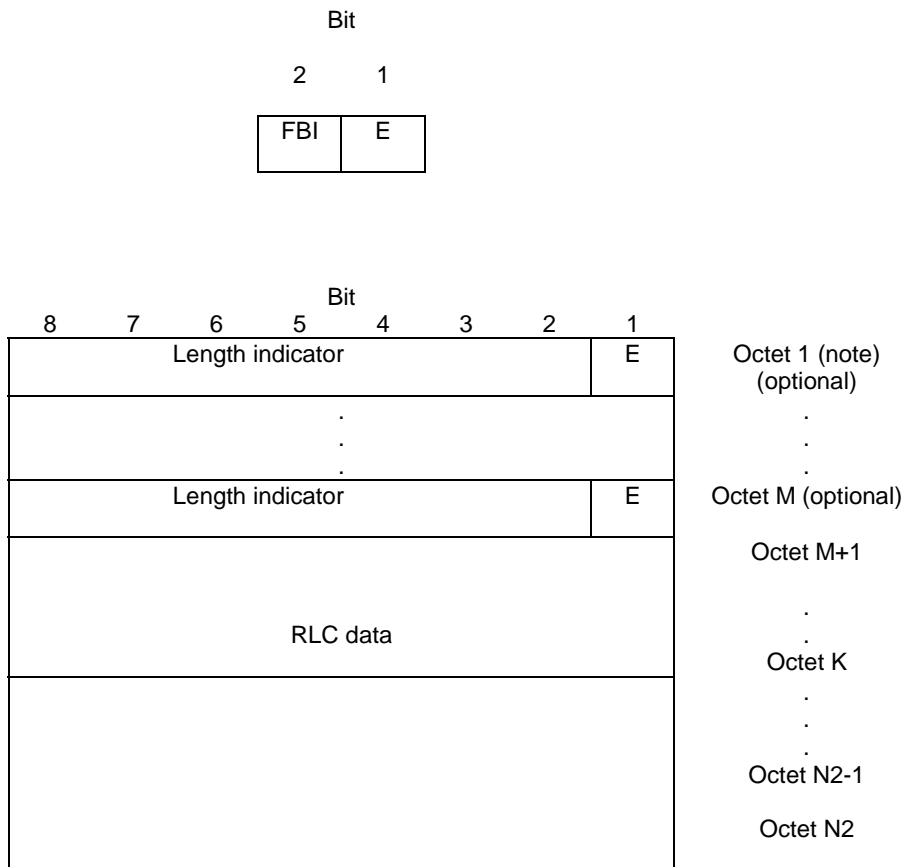 Bit
2 1
FBI E
Bit
8 7 6 5 4 3 2 1
Length indicator E Octet 1 (note)
(optional)
. .
. .
. .
Length indicator E Octet M (optional)
Octet M+1
.
RLC data .
Octet K
.
.
.
Octet N2-1
Octet N2